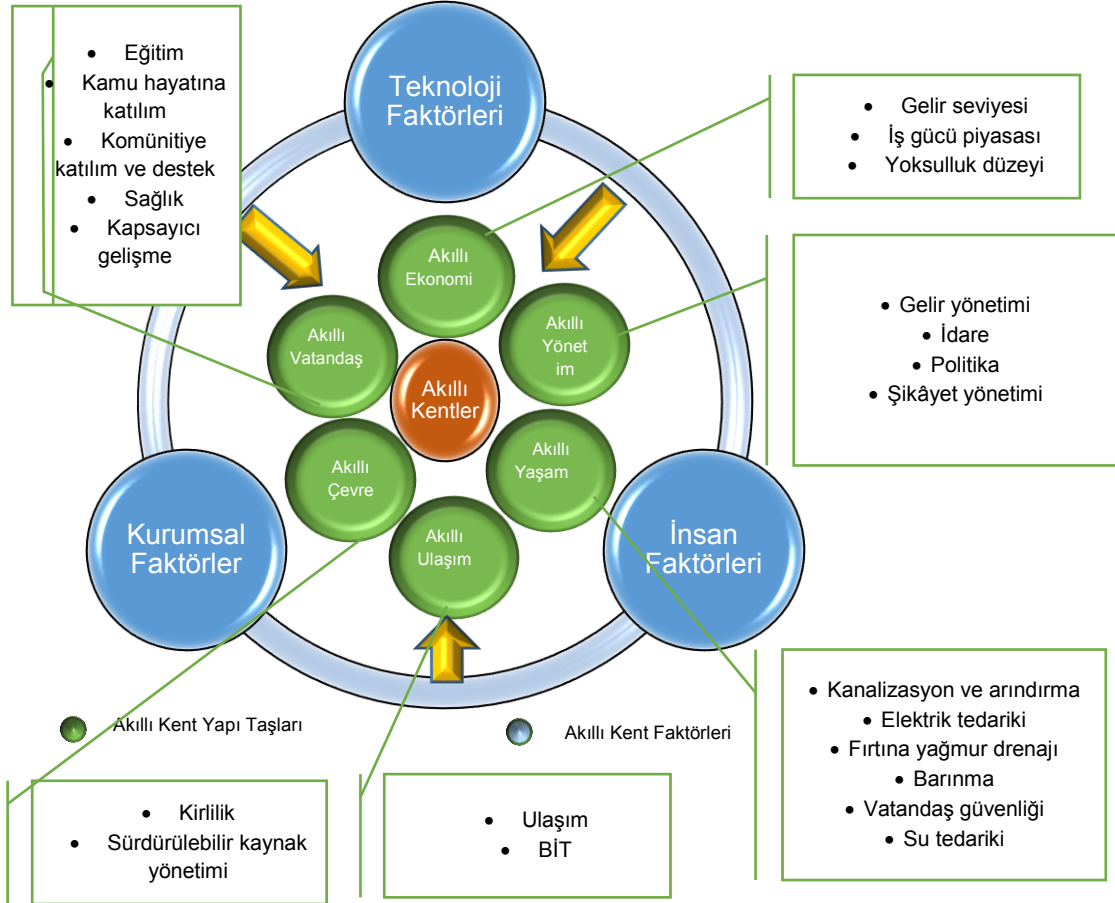 • Eğitim
• Kamu hayatına
katılım
• Komünitiye
katılım ve destek
• Sağlık
• Kapsayıcı
gelişme
Teknoloji
Faktörleri
• Gelir seviyesi
• İş gücü piyasası
• Yoksulluk düzeyi
Akıllı
Ekonomi
Akıllı
Vatandaş
Akıllı
Yönet
im
Akıllı
Kentler
• Gelir yönetimi
• İdare
• Politika
• Şikâyet yönetimi
Akıllı
Çevre
Akıllı
Yaşam
Akıllı
Ulaşım
Kurumsal
Faktörler
İnsan
Faktörleri
Akıllı Kent Yapı Taşları
Akıllı Kent Faktörleri
• Kanalizasyon ve arındırma
• Elektrik tedariki
• Fırtına yağmur drenajı
• Barınma
• Vatandaş güvenliği
• Su tedariki
• Kirlilik
• Sürdürülebilir kaynak
yönetimi
• Ulaşım
• BİT